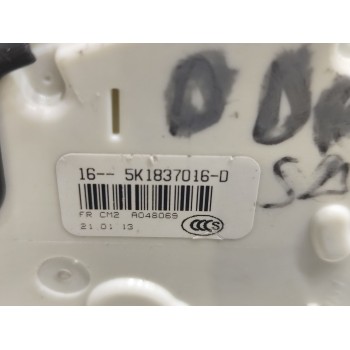 16-- 5K1837016-D
FR CM2 A048069
21 01 13
CCC S